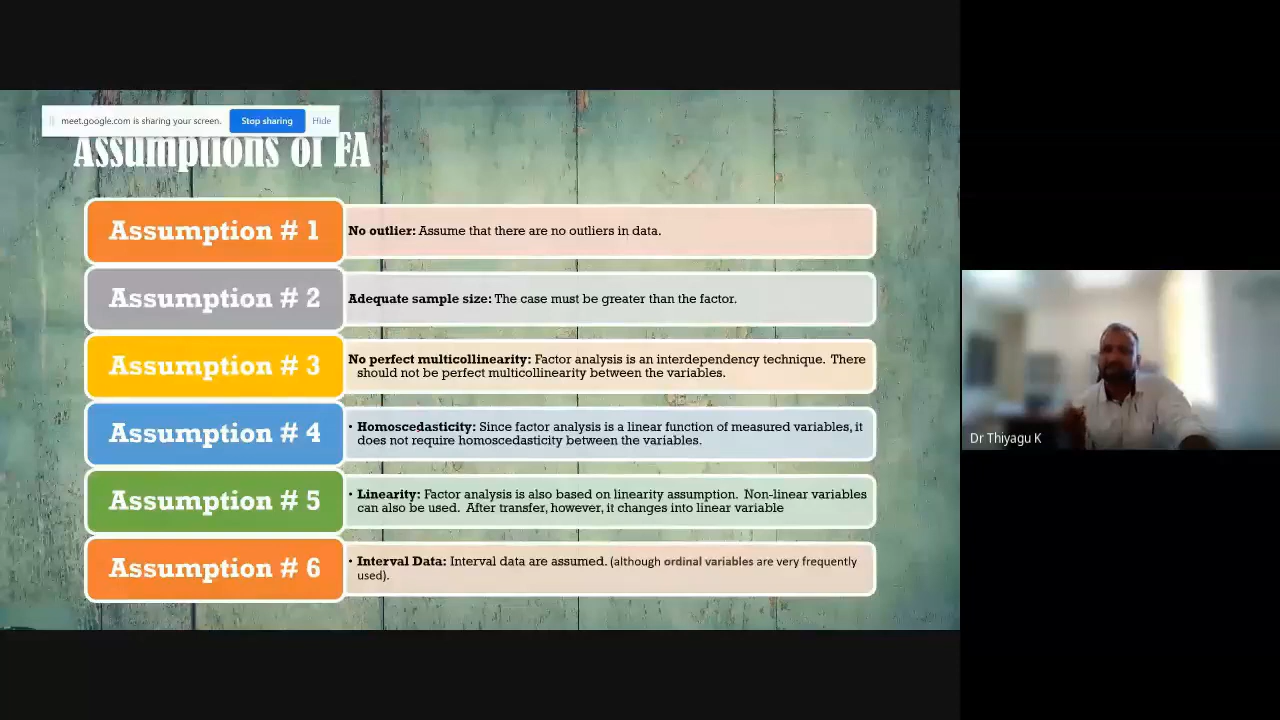 meet.google.com is sharing your screen. Stop sharing Hide
Assumptions of FA
Assumption # 1
No outlier: Assume that there are no outliers in data.
Assumption # 2
Adequate sample size: The case must be greater than the factor.
Assumption # 3
No perfect multicollinearity: Factor analysis is an interdependency technique. There
should not be perfect multicollinearity between the variables.
Assumption # 4
• Homoscedasticity: Since factor analysis is a linear function of measured variables, it
does not require homoscedasticity between the variables.
Assumption # 5
• Linearity: Factor analysis is also based on linearity assumption. Non-linear variables
can also be used. After transfer, however, it changes into linear variable
Assumption # 6
• Interval Data: Interval data are assumed. (although ordinal variables are very frequently
used).
Dr Thiyagu K